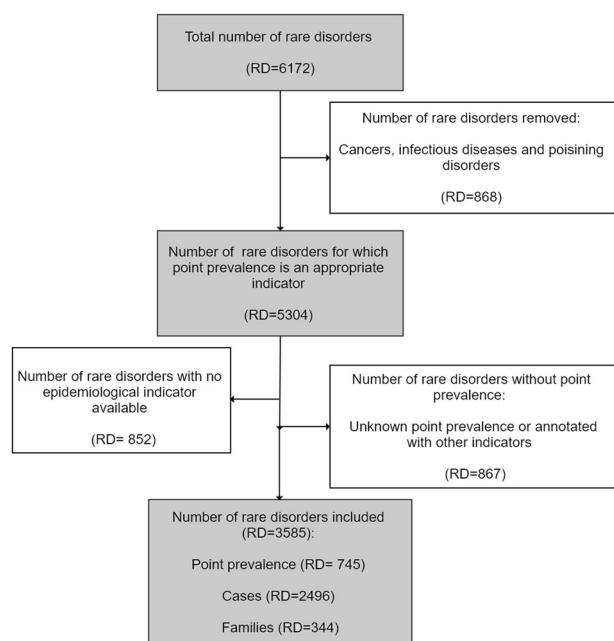 Total number of rare disorders
(RD=6172)
Number of rare disorders removed:
Cancers, infectious diseases and poisining
disorders
(RD=868)
Number of  rare disorders for which
point prevalence is an appropriate
indicator
(RD=5304)
Number of rare disorders with no
epidemiological indicator
available
(RD= 852)
Number of rare disorders without point
prevalence:
Unknown point prevalence or annotated
with other indicators
(RD=867)
Number of rare disorders included
(RD=3585):
Point prevalence (RD= 745)
Cases (RD=2496)
Families (RD=344)